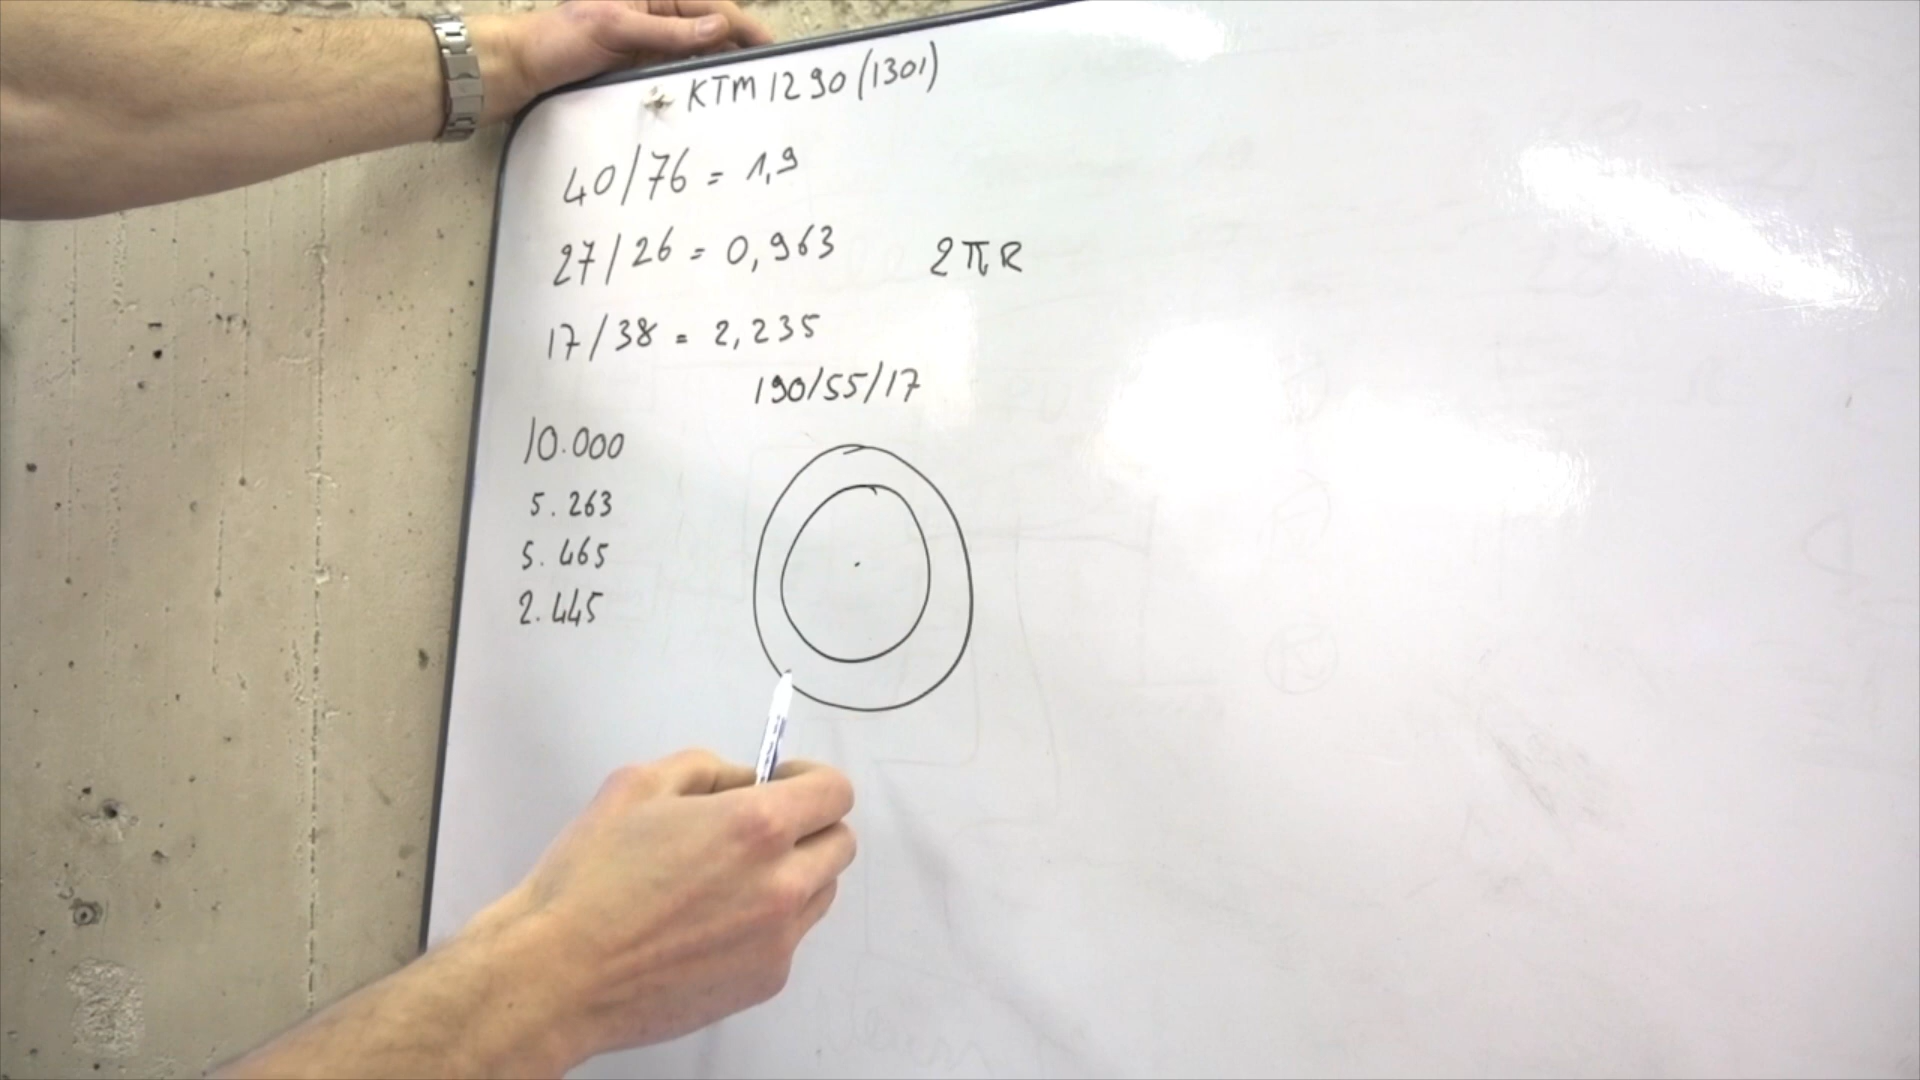 KTM 1290 (1301)
40/76 = 1,9
27/26 = 0,963
2πR
17/38 = 2,235
190/55/17
10.000
5.263
5.465
2.445